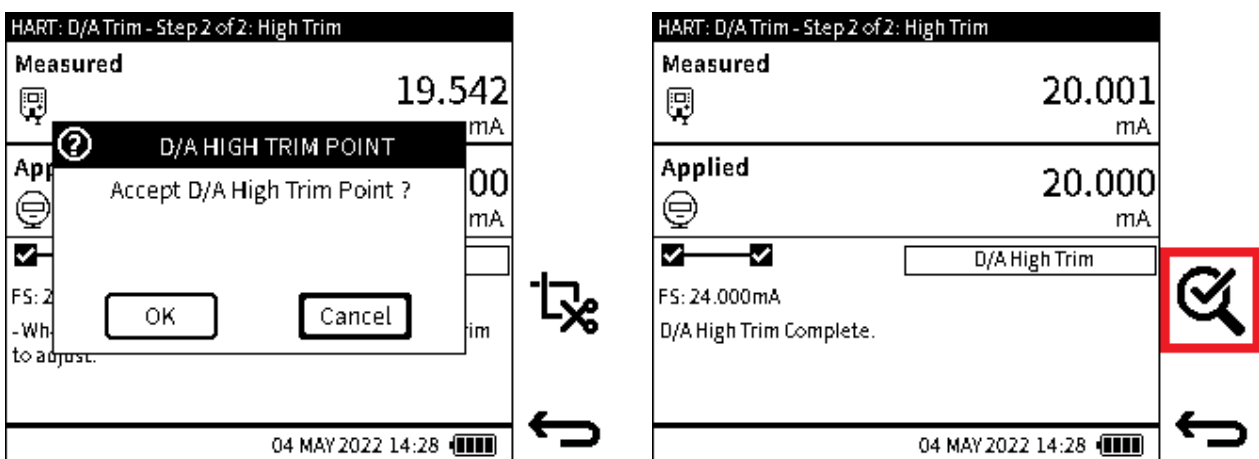 HART: D/A Trim - Step 2 of 2: High Trim
Measured
19.542
mA
D/A HIGH TRIM POINT
App
Accept D/A High Trim Point ?
00
mA
FS: 2
OK
Cancel
- Wh
im
to adjust.
04 MAY 2022 14:28
HART: D/A Trim - Step 2 of 2: High Trim
Measured
20.001
mA
Applied
20.000
mA
D/A High Trim
FS: 24.000mA
D/A High Trim Complete.
04 MAY 2022 14:28